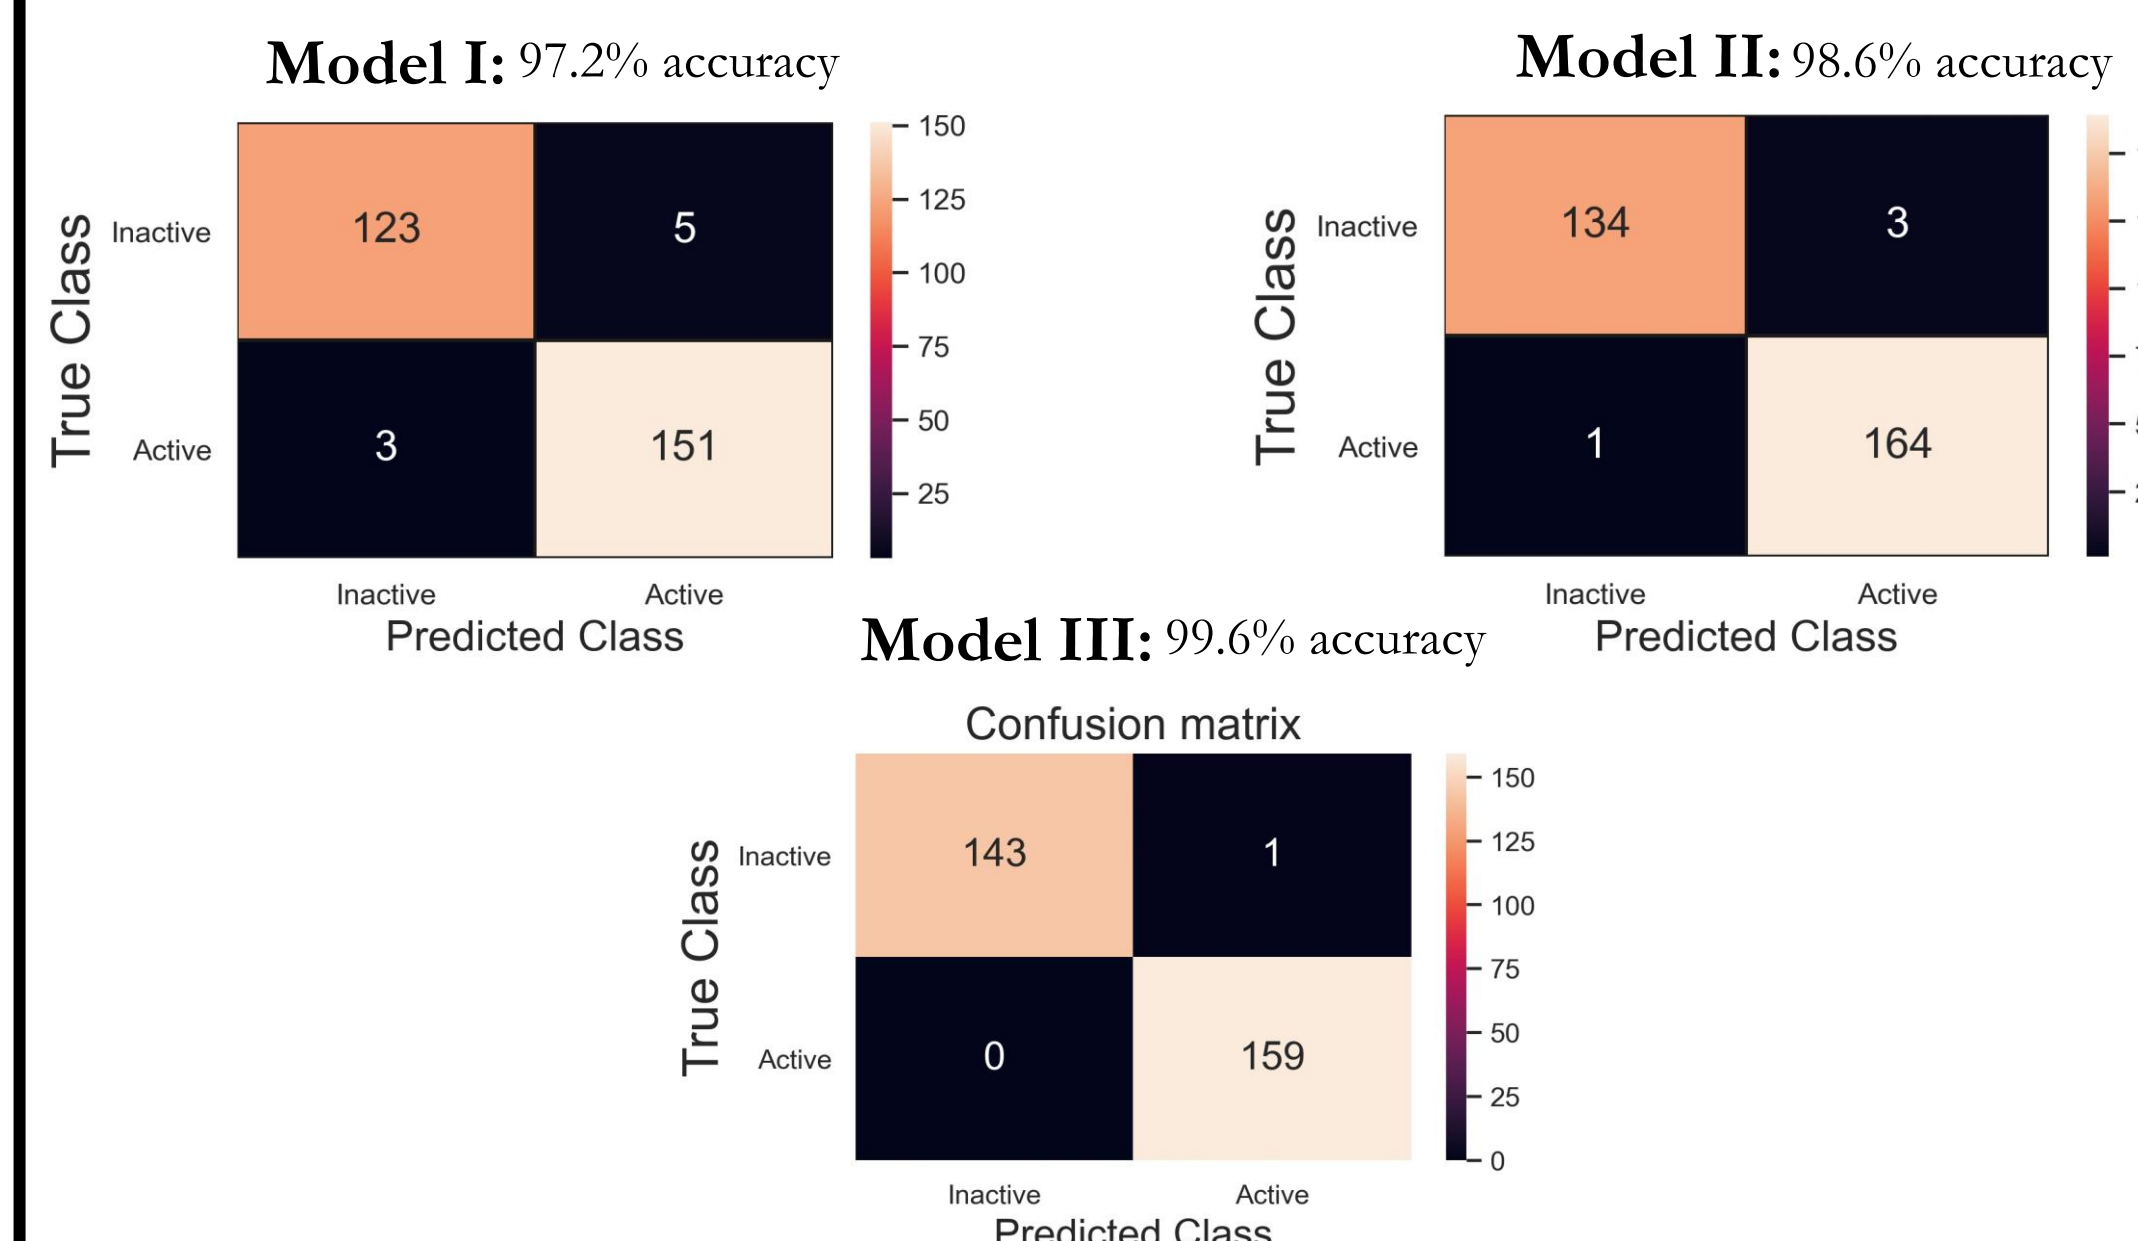 Model I: 97.2% accuracy
150
125
100
75
50
25
True Class
Inactive
Active
123
5
3
151
Inactive
Active
Predicted Class
Model II: 98.6% accuracy
True Class
Inactive
Active
134
3
1
164
Inactive
Active
Predicted Class
Model III: 99.6% accuracy
Confusion matrix
True Class
Inactive
Active
143
1
0
159
150
125
100
75
50
25
0
Inactive
Active
Predicted Class